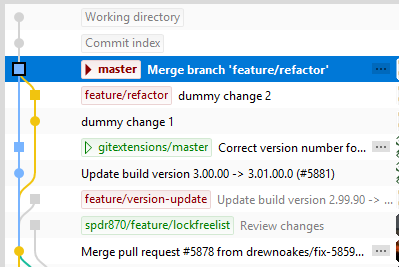 Working directory
Commit index
master Merge branch 'feature/refactor' ...
feature/refactor dummy change 2
dummy change 1
gitextensions/master Correct version number fo... ...
Update build version 3.00.00 -> 3.01.00.0 (#5881)
feature/version-update Update build version 2.99.90 -> ...
spdr870/feature/lockfreelist Review changes
Merge pull request #5878 from drewnoakes/fix-5859... ...